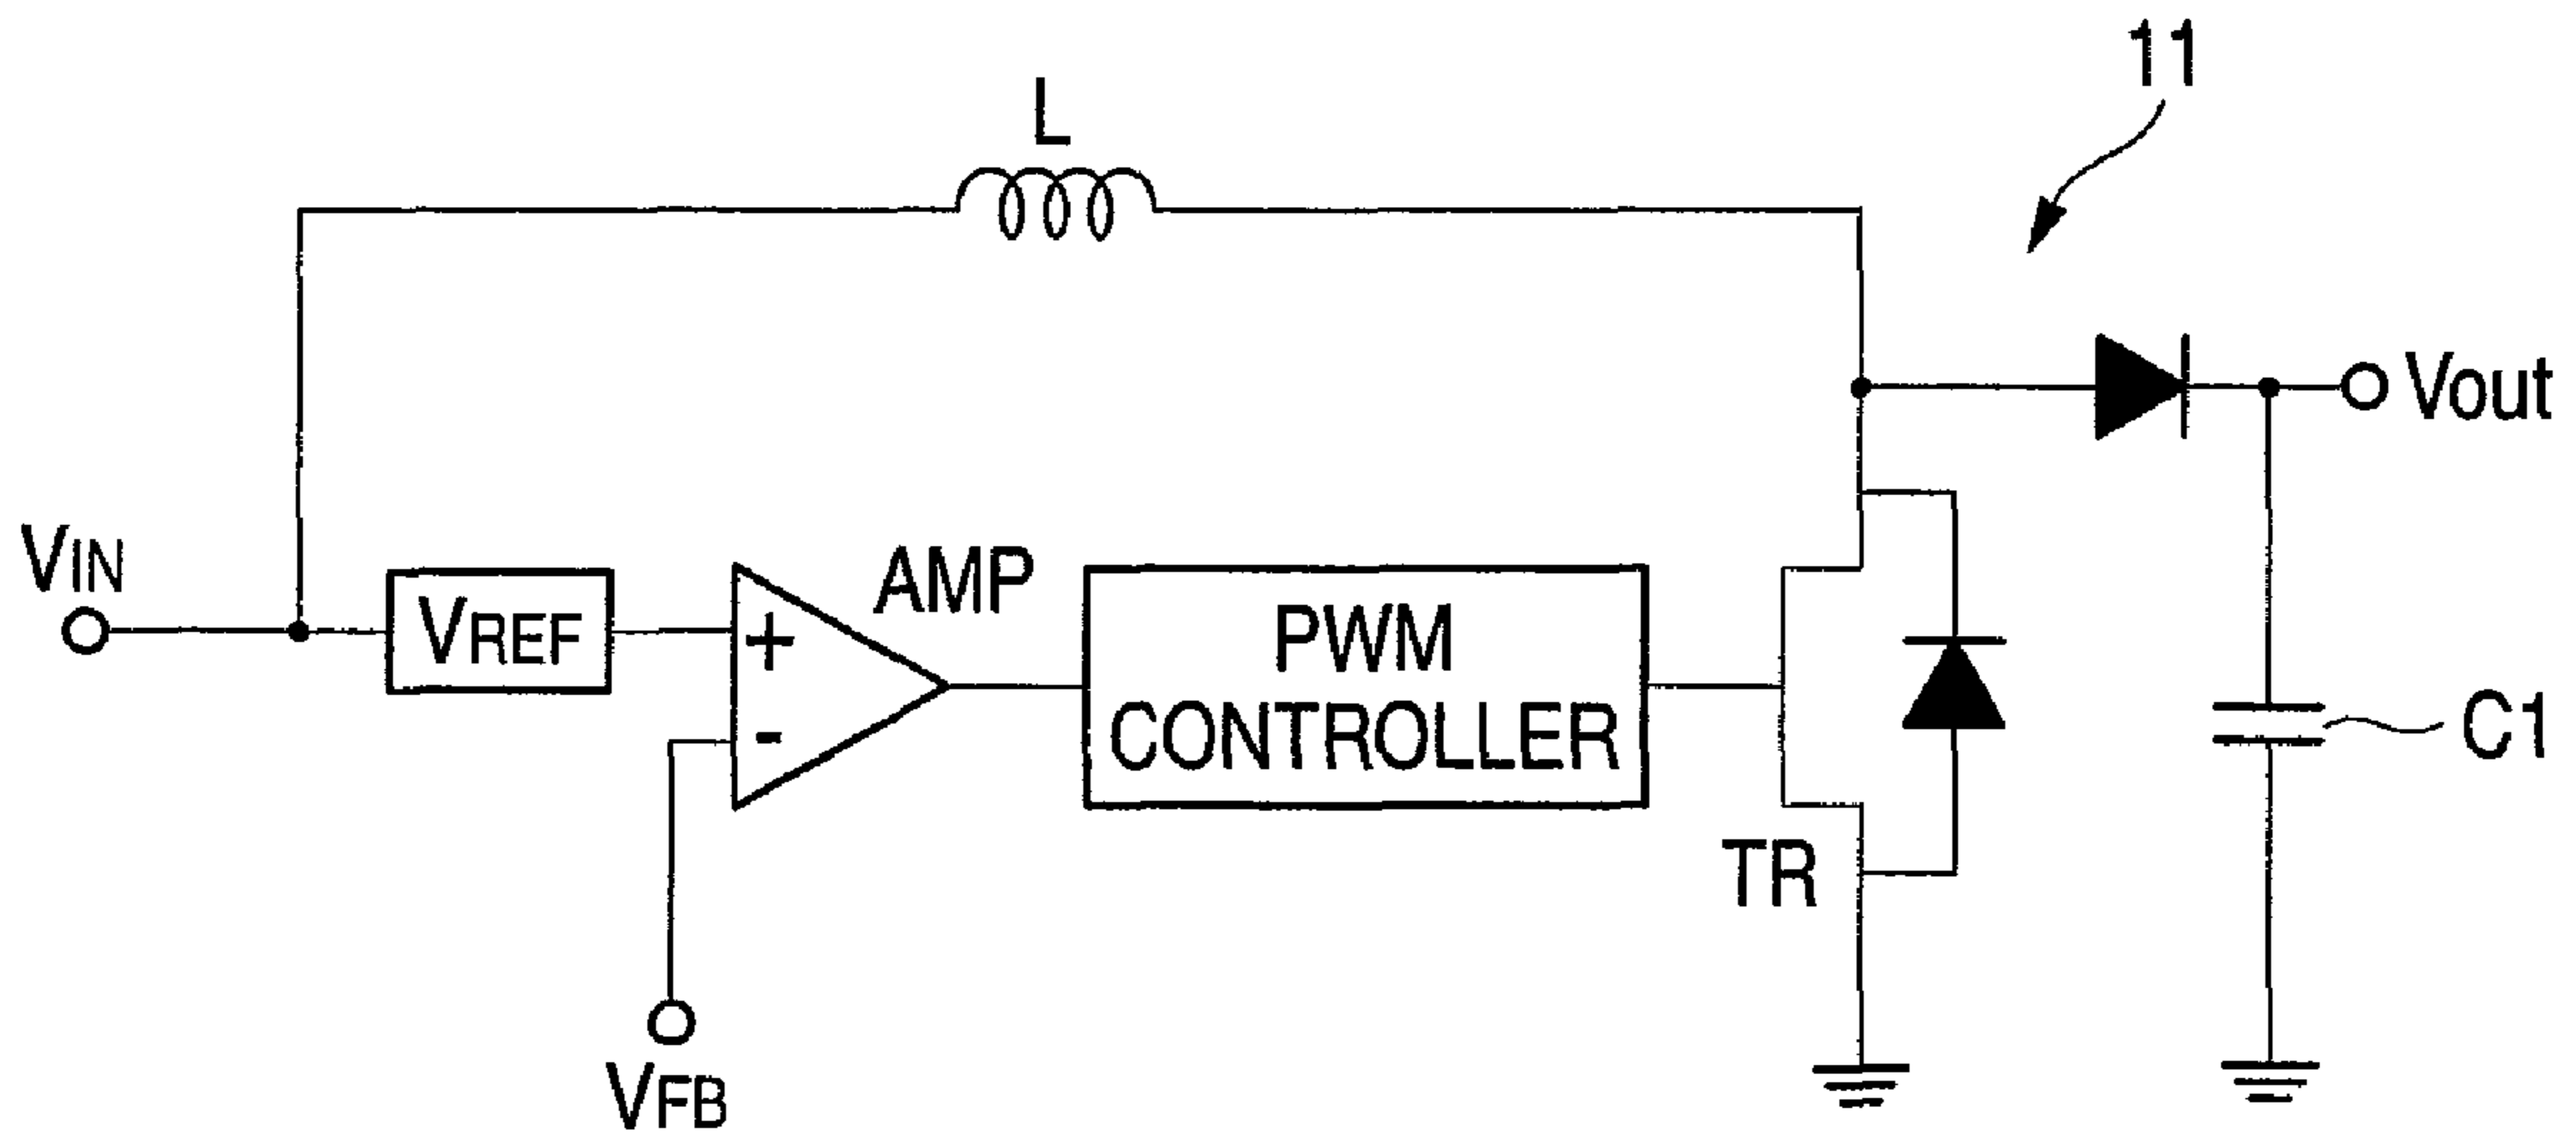 11
L
Vout
VIN
VREF
+
-
AMP
PWM
CONTROLLER
C1
TR
VFB